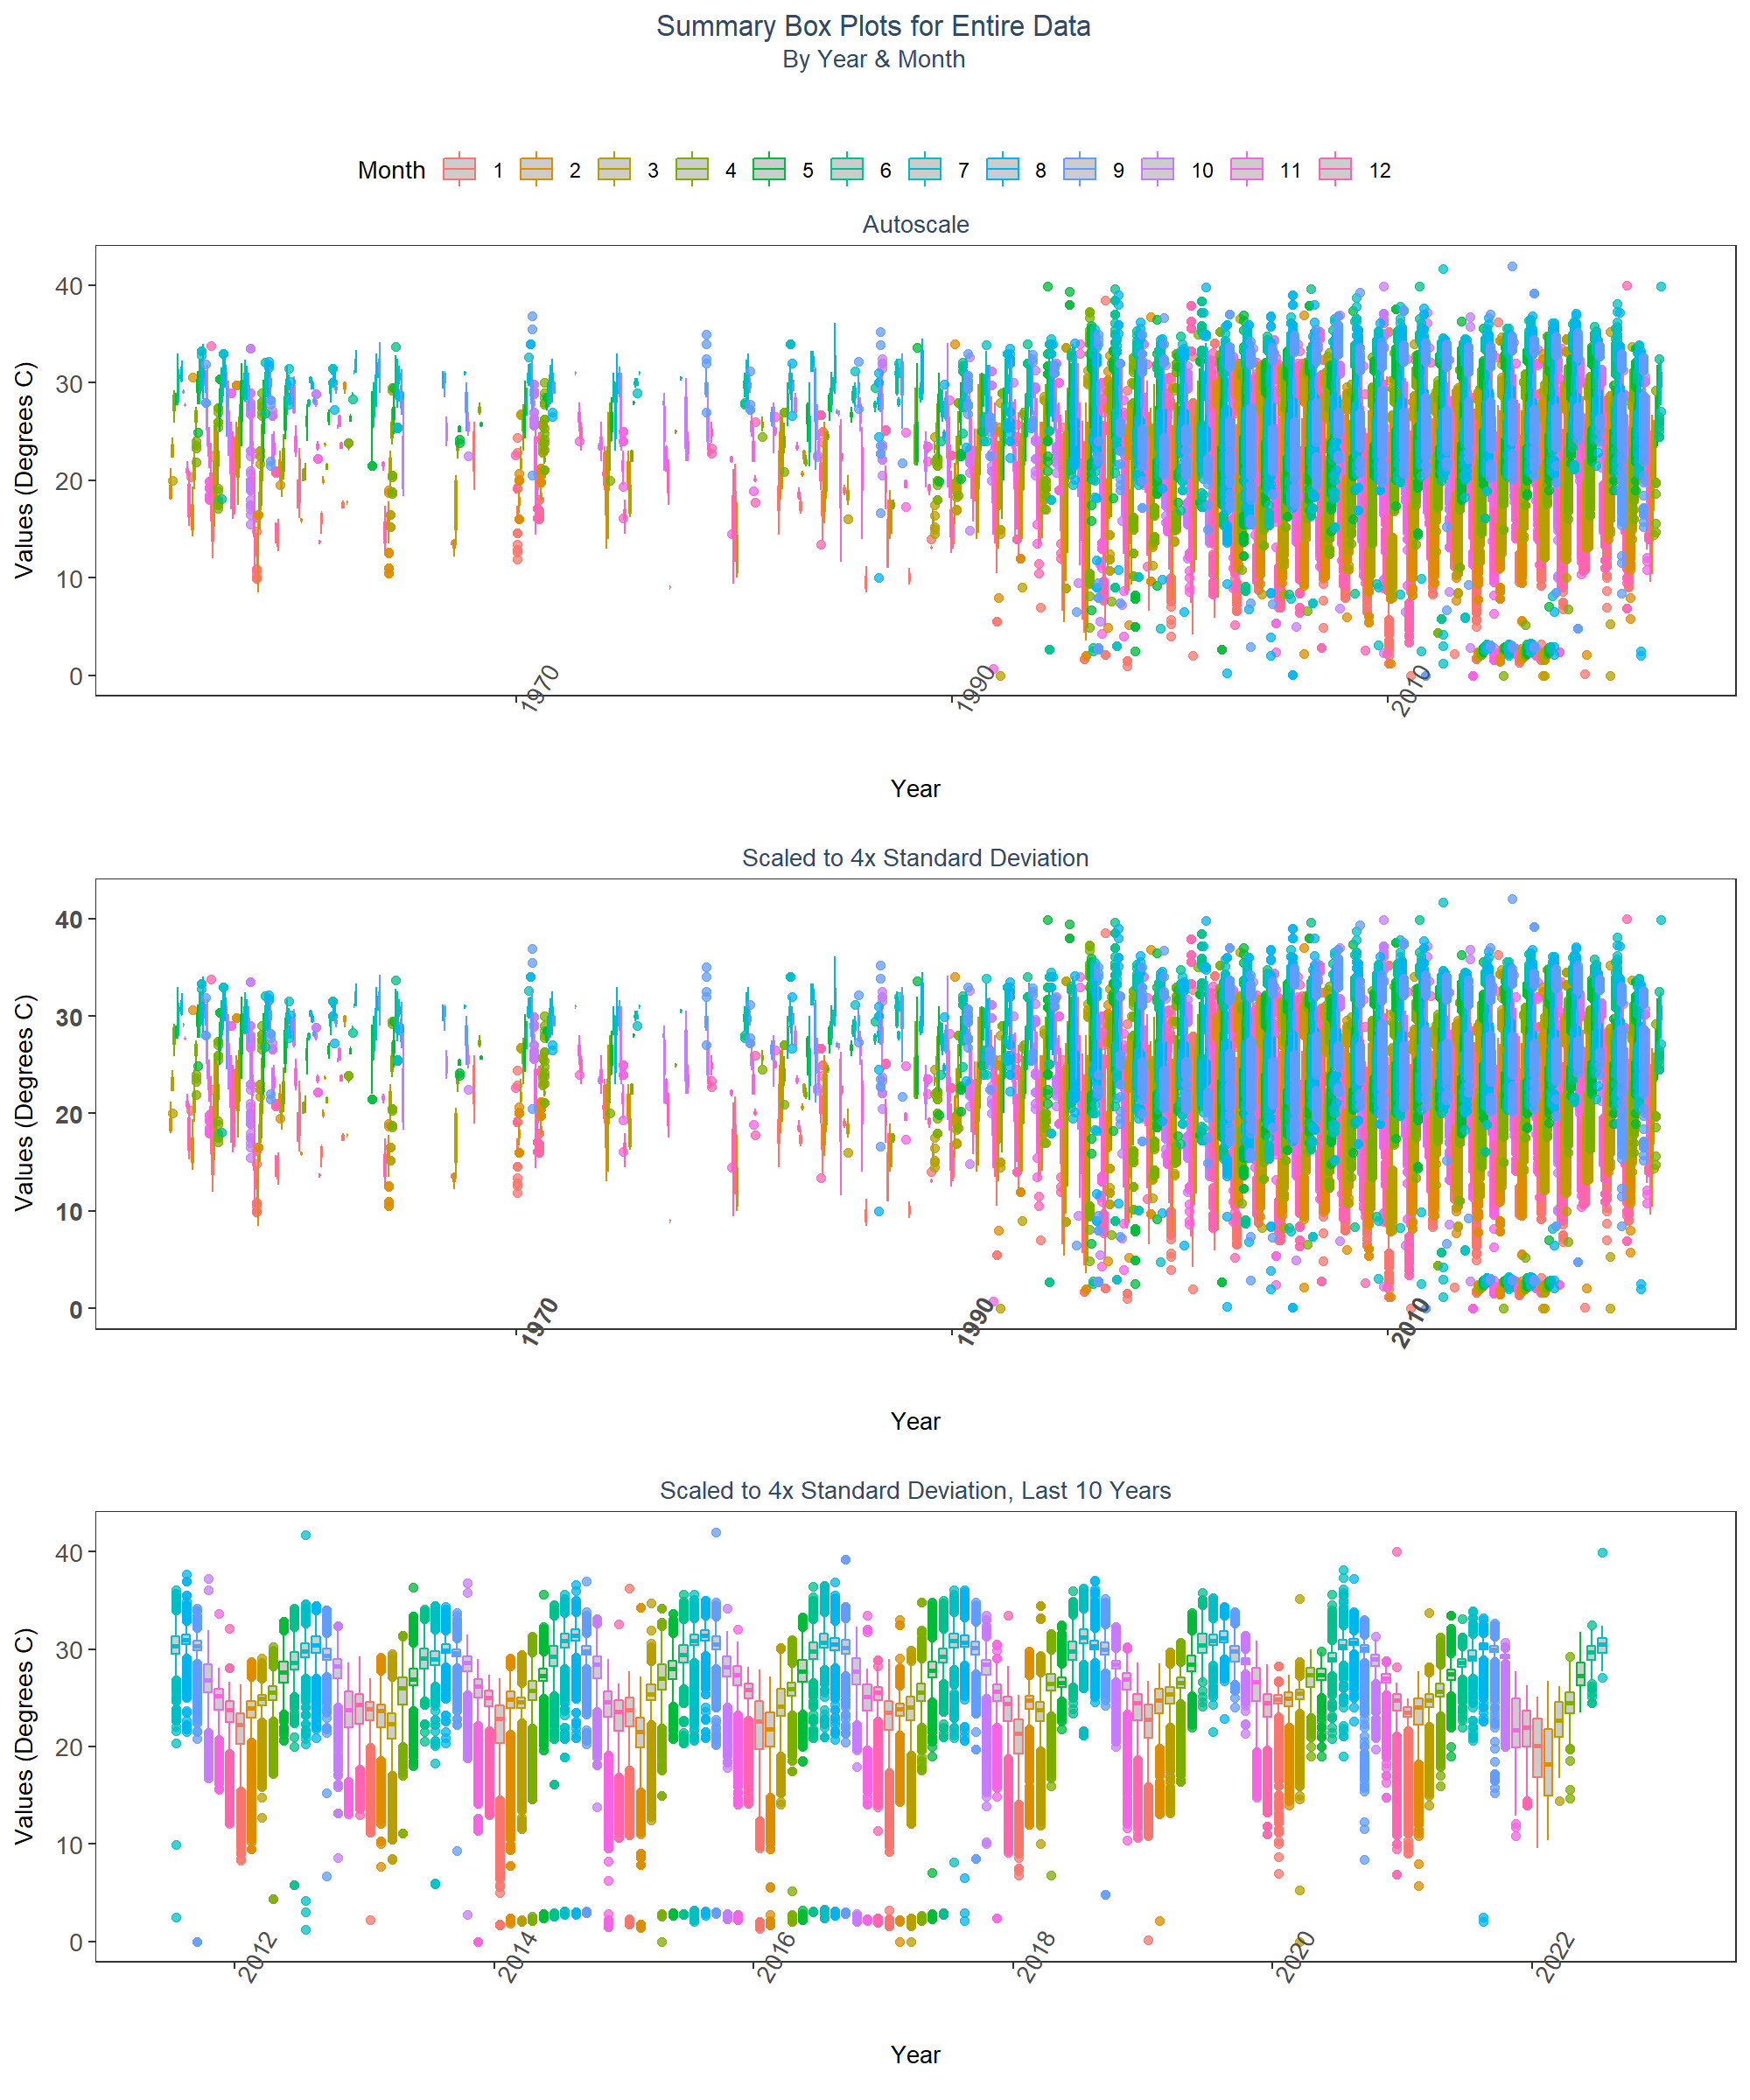 Summary Box Plots for Entire Data
By Year & Month
Month 1 2 3 4 5 6 7 8 9 10 11 12
Autoscale
Values (Degrees C)
40
30
20
10
0
1970 1990 2010
Year
Scaled to 4x Standard Deviation
Values (Degrees C)
40
30
20
10
0
1970 1990 2010
Year
Scaled to 4x Standard Deviation, Last 10 Years
Values (Degrees C)
40
30
20
10
0
2012 2014 2016 2018 2020 2022
Year